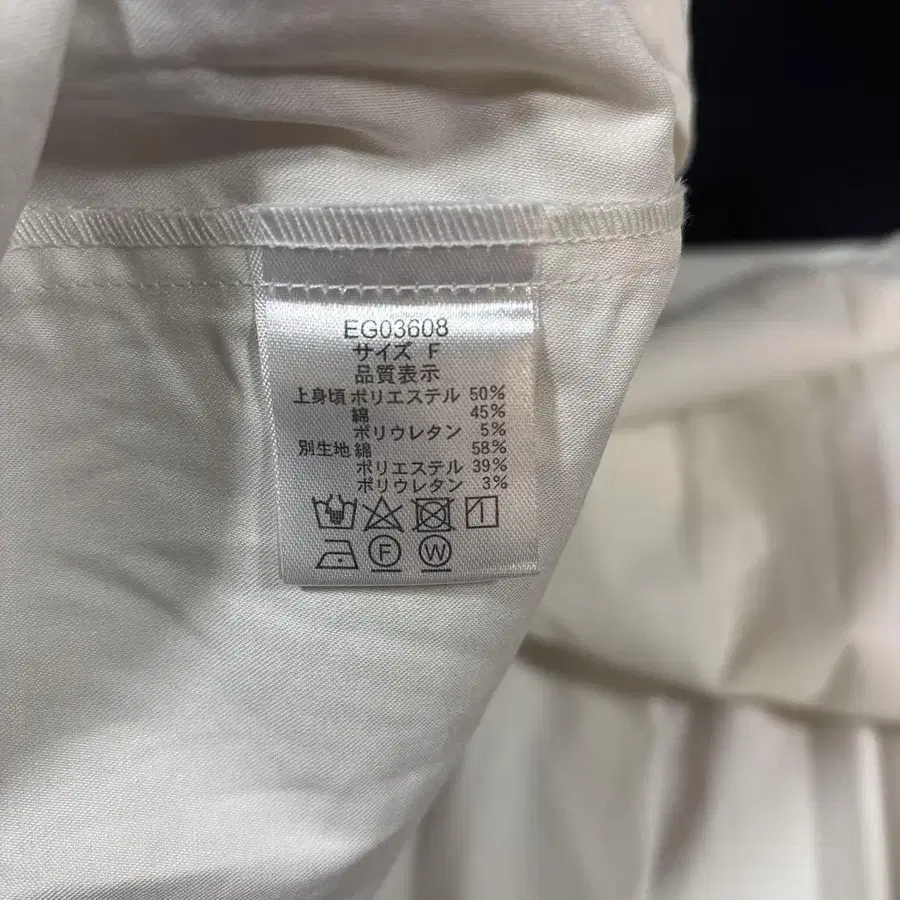 EG03608
サイズ F
品質表示
上身頃 ポリエステル 50%
綿 45%
ポリウレタン 5%
別生地 綿 58%
ポリエステル 39%
ポリウレタン 3%
F W